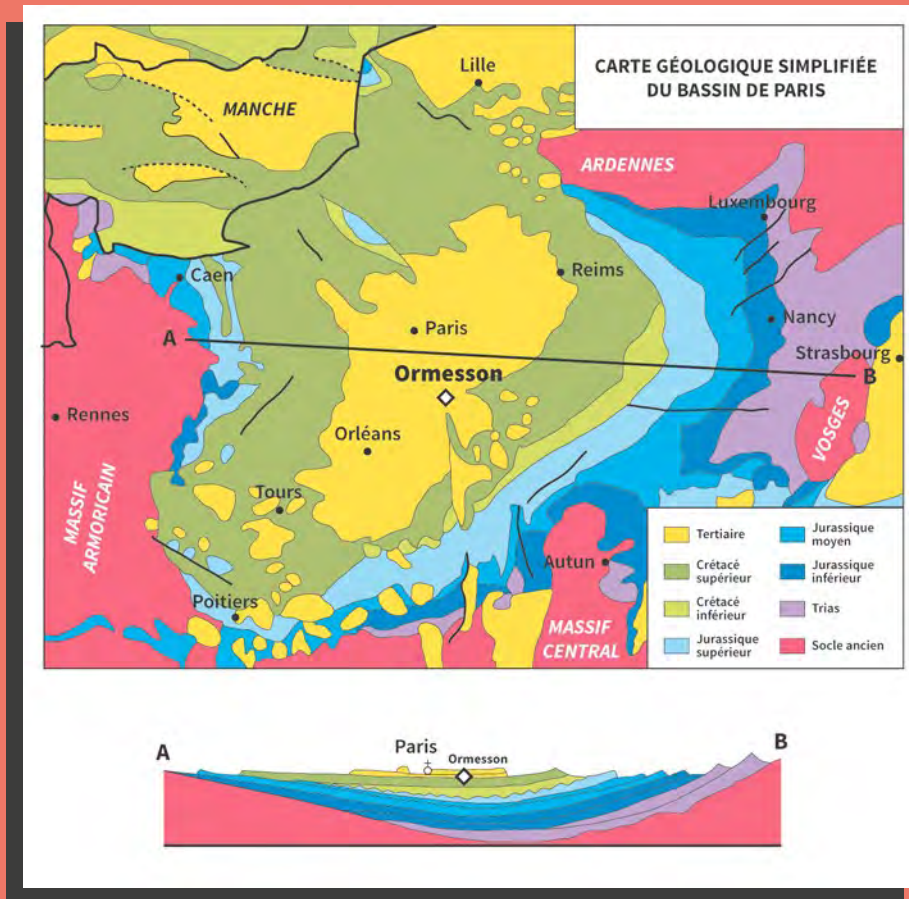 CARTE GÉOLOGIQUE SIMPLIFIÉE
DU BASSIN DE PARIS
Lille
MANCHE
ARDENNES
Luxembourg
Caen
Reims
Paris
Nancy
A
Strasbourg
B
Ormesson
Rennes
VOSGES
Orléans
MASSIF
ARMORICAIN
Tours
Autun
Poitiers
MASSIF
CENTRAL
Tertiaire
Crétacé
supérieur
Crétacé
inférieur
Jurassique
supérieur
Jurassique
moyen
Jurassique
inférieur
Trias
Socle ancien
A
Paris
Ormesson
B